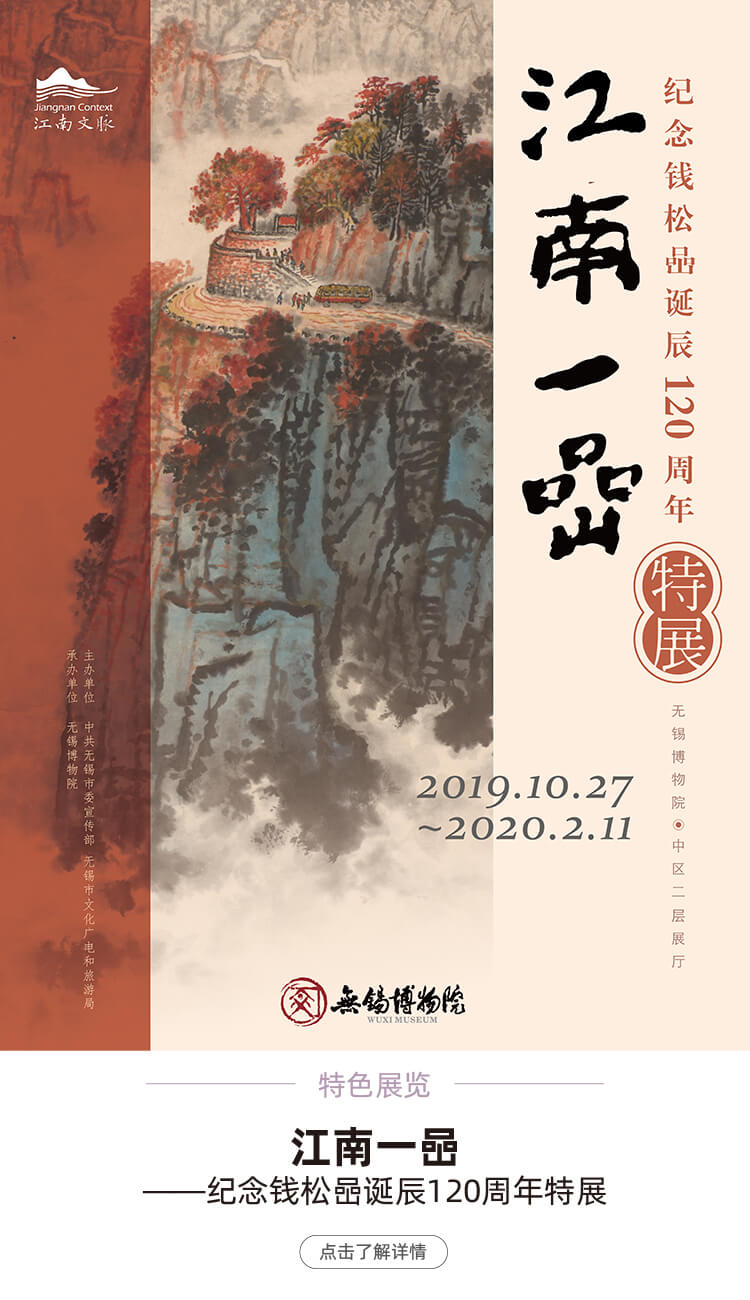 Jiangnan Context
江南文脉
江南一喦
纪念钱松喦诞辰120周年
特展
无锡博物院◉中区二层展厅
主办单位 中共无锡市委宣传部 无锡市文化广电和旅游局
承办单位 无锡博物院
2019.10.27
~2020.2.11
無錫博物院
WUXI MUSEUM
特色展览
江南一喦
——纪念钱松喦诞辰120周年特展
点击了解详情